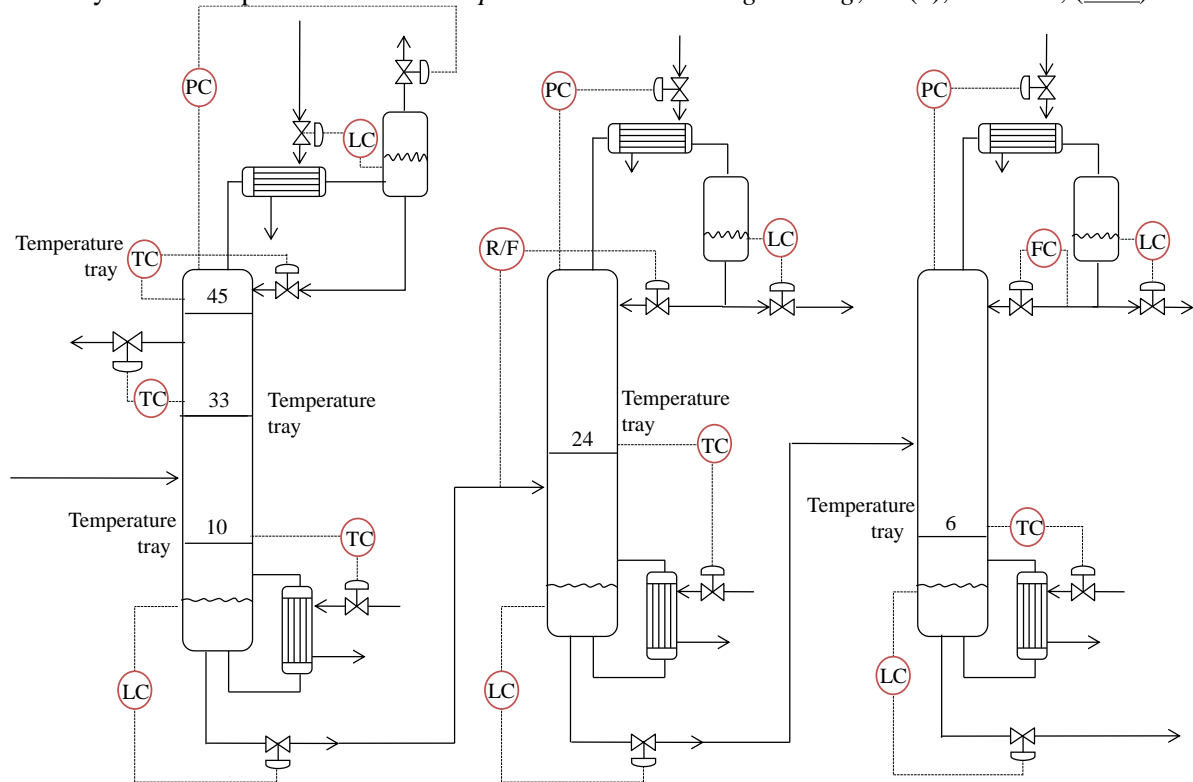 PC
PC
PC
LC
Temperature
tray
TC
R/F
LC
FC
LC
45
TC
33
Temperature
tray
Temperature
tray
24
TC
Temperature
tray
10
TC
Temperature
tray
6
TC
LC
LC
LC